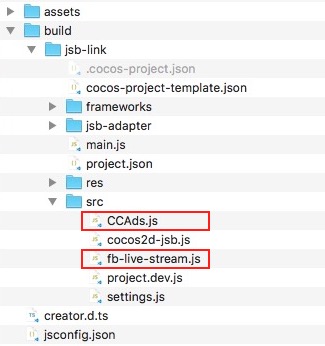 assets
build
jsb-link
.cocos-project.json
cocos-project-template.json
frameworks
jsb-adapter
main.js
project.json
res
src
CCAds.js
cocos2d-jsb.js
fb-live-stream.js
project.dev.js
settings.js
creator.d.ts
jsconfig.json